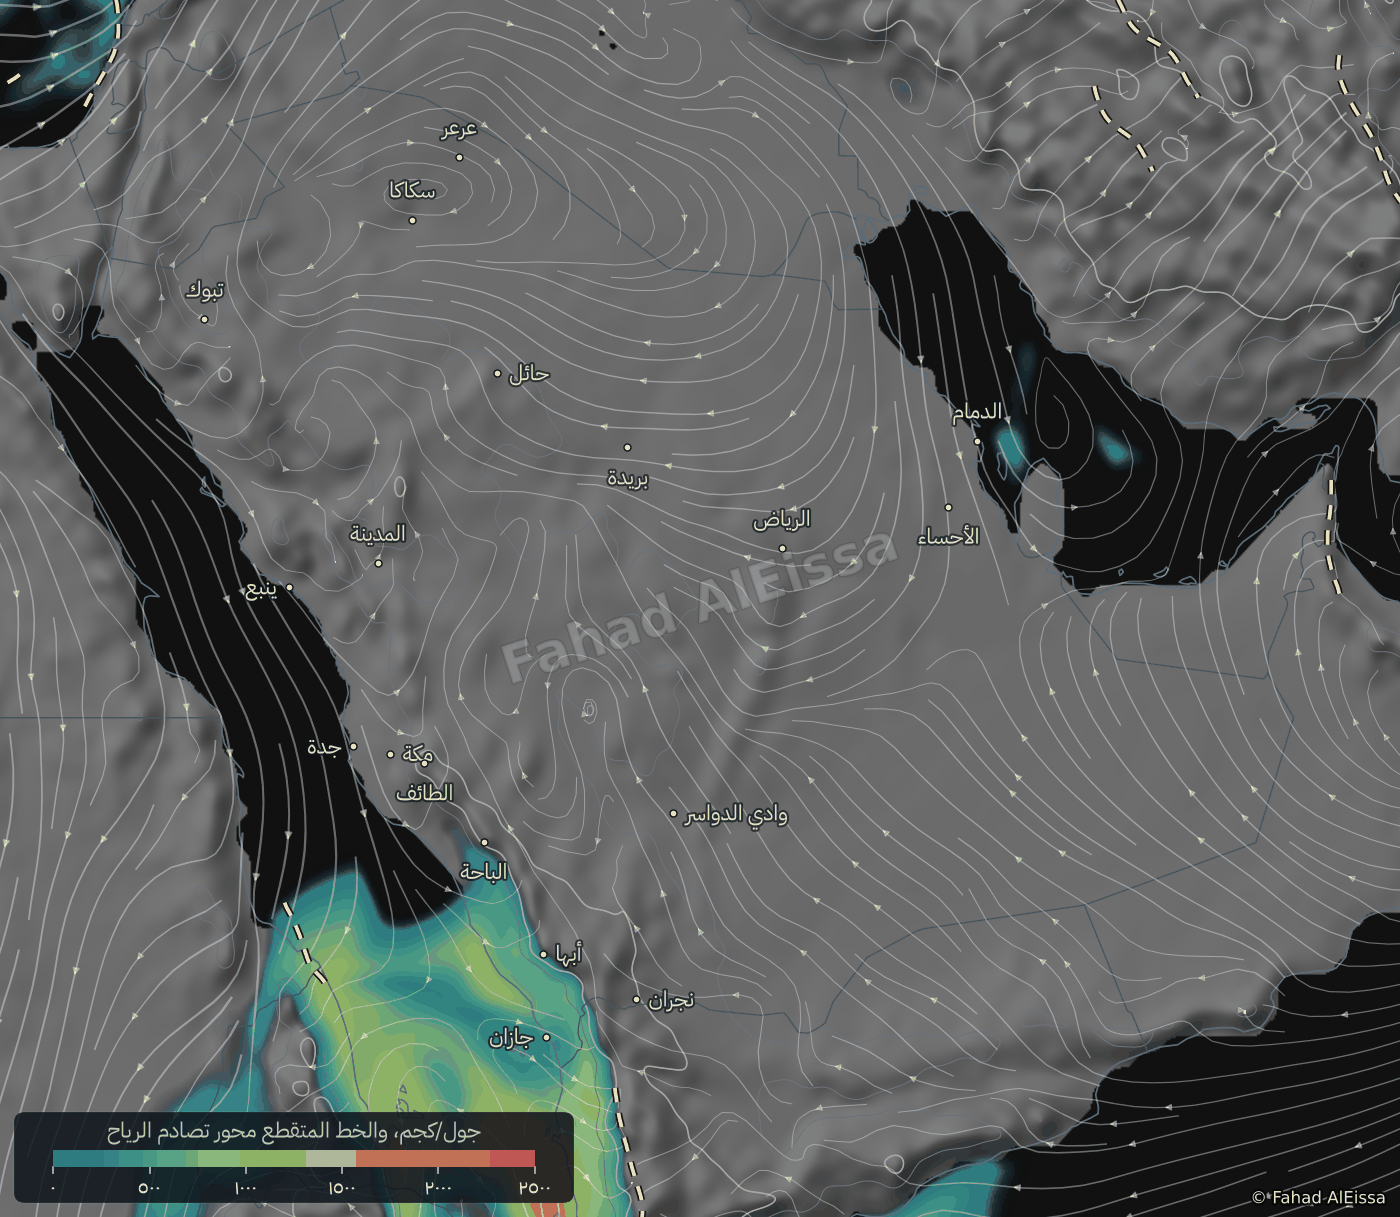 عرعر
سكاكا
تبوك
حائل
الدمام
بريدة
الرياض
المدينة
الأحساء
ينبع
Fahad AlEissa
جدة
مكة
الطائف
وادي الدواسر
الباحة
أبها
نجران
جازان
جول/كجم، والخط المتقطع محور تصادم الرياح
٠ ٥٠٠ ١٠٠٠ ١٥٠٠ ٢٠٠٠ ٢٥٠٠
© Fahad AlEissa